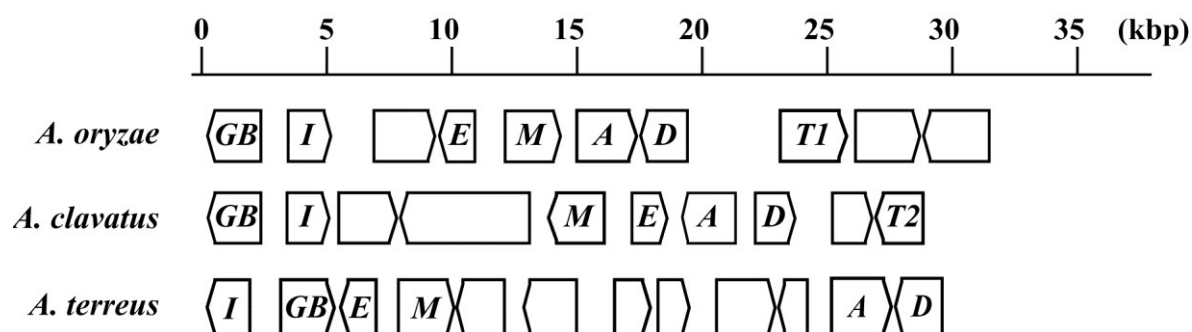 0 5 10 15 20 25 30 35 (kbp)
A. oryzae GB I E M A D T1
A. clavatus GB I M E A D T2
A. terreus I GB E M A D